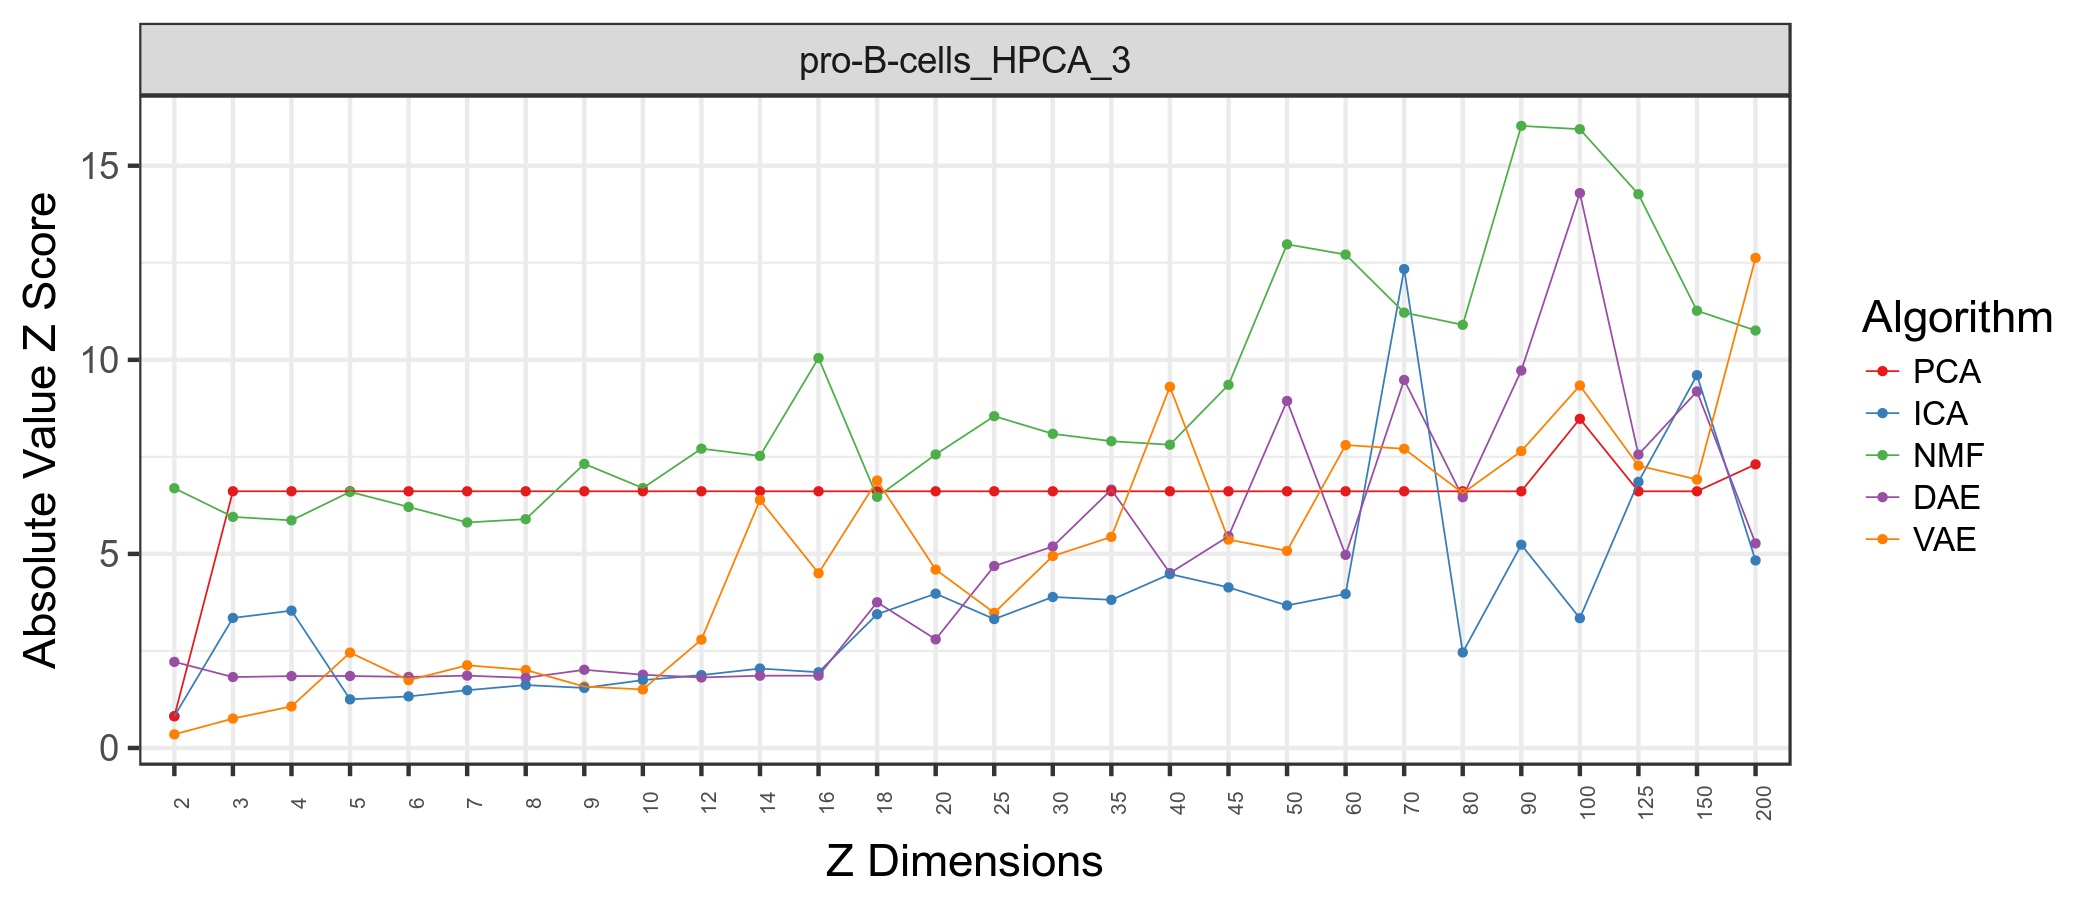 pro-B-cells_HPCA_3
Absolute Value Z Score
15
10
5
0
2 3 4 5 6 7 8 9 10 12 14 16 18 20 25 30 35 40 45 50 60 70 80 90 100 125 150 200
Z Dimensions
Algorithm
PCA
ICA
NMF
DAE
VAE